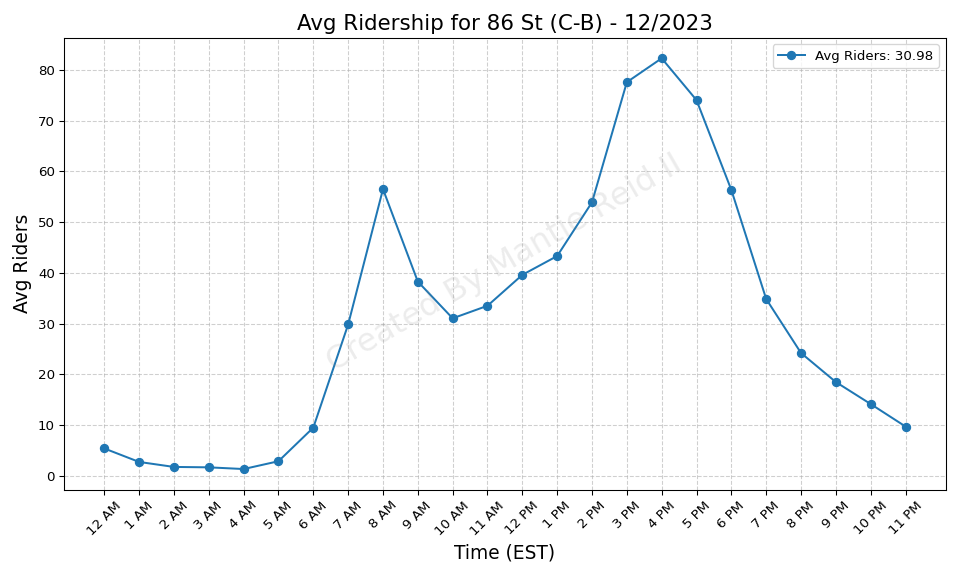 Avg Ridership for 86 St (C-B) - 12/2023
Avg Riders: 30.98
80
70
60
50
40
30
20
10
0
Avg Riders
Created By Mantie Reid II
12 AM
1 AM
2 AM
3 AM
4 AM
5 AM
6 AM
7 AM
8 AM
9 AM
10 AM
11 AM
12 PM
1 PM
2 PM
3 PM
4 PM
5 PM
6 PM
7 PM
8 PM
9 PM
10 PM
11 PM
Time (EST)